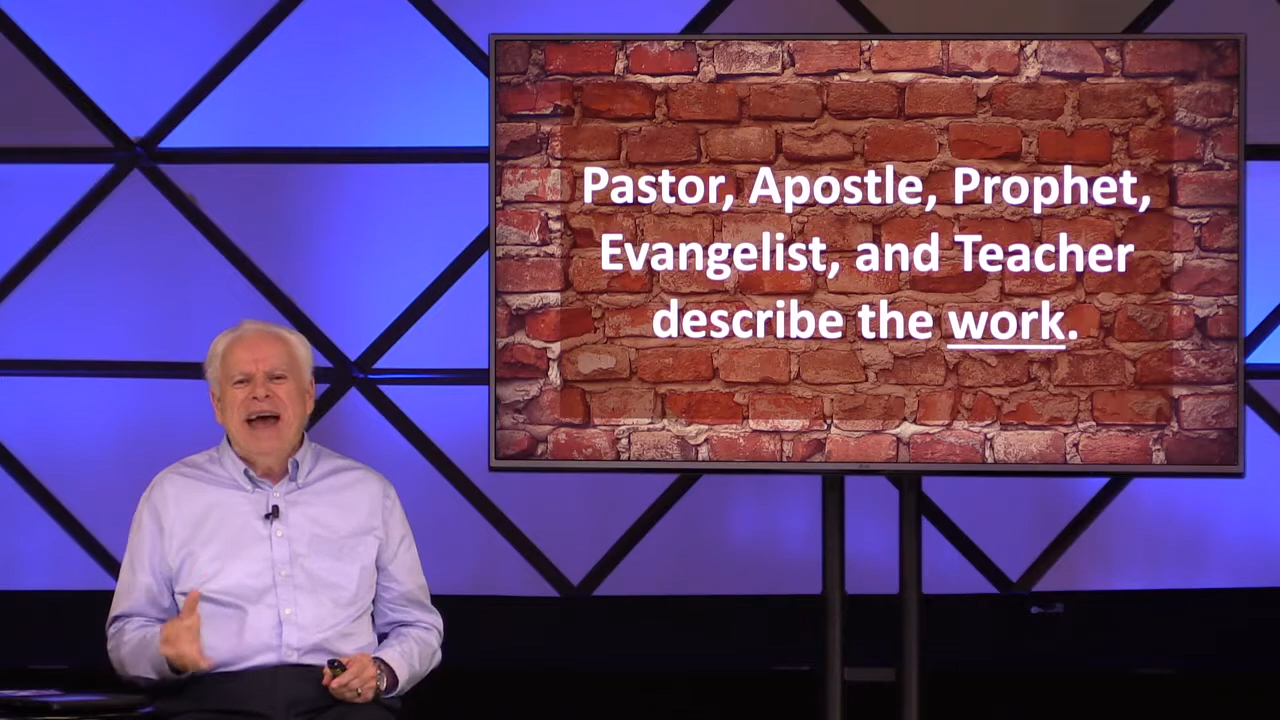 Pastor, Apostle, Prophet,
Evangelist, and Teacher
describe the work.